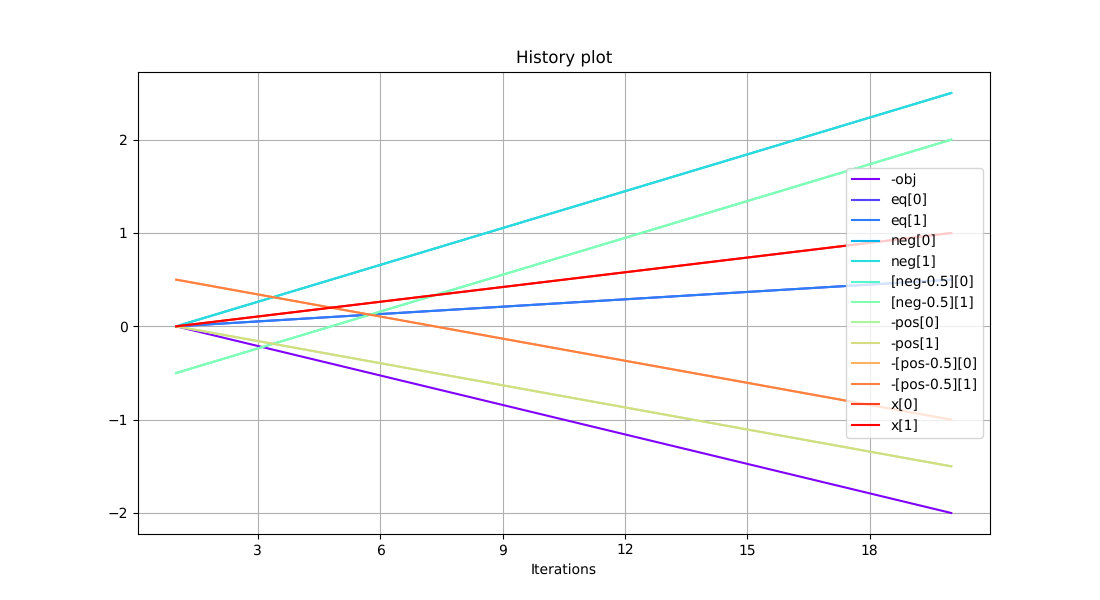 History plot
2
1
0
−1
−2
-obj
eq[0]
eq[1]
neg[0]
neg[1]
[neg-0.5][0]
[neg-0.5][1]
-pos[0]
-pos[1]
-[pos-0.5][0]
-[pos-0.5][1]
x[0]
x[1]
3 6 9 12 15 18
Iterations